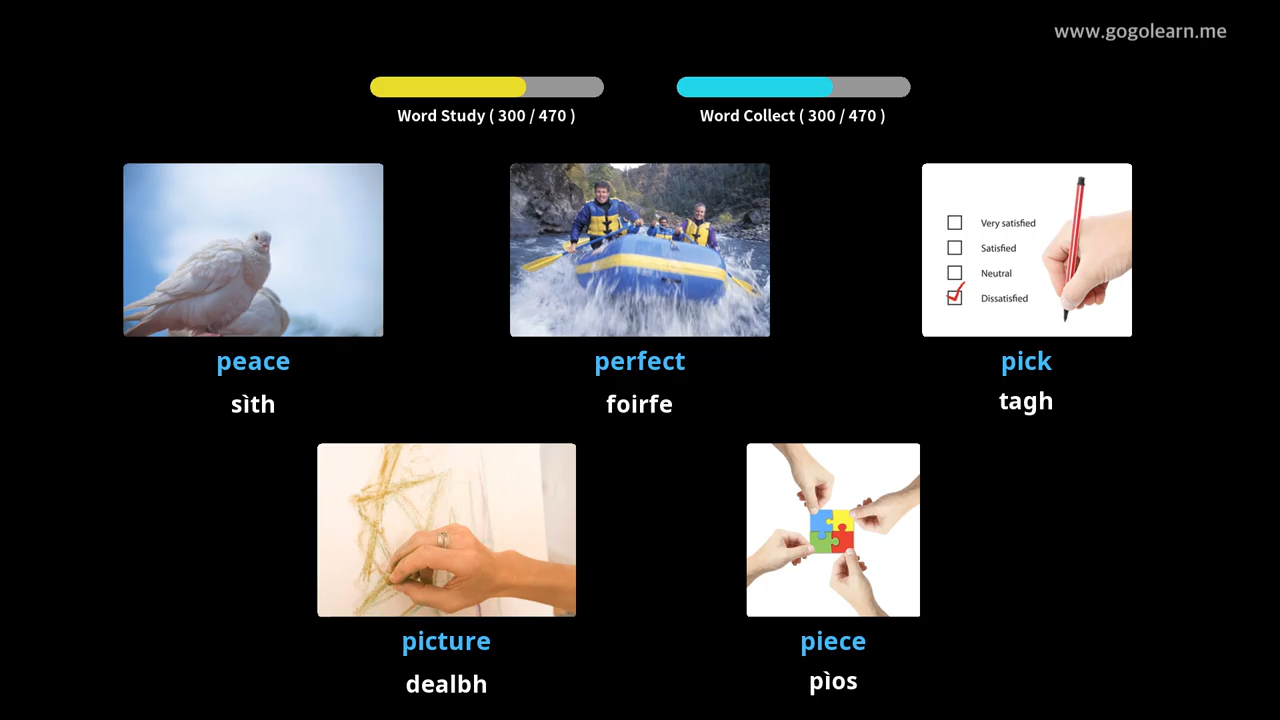 www.gogolearn.me
Word Study ( 300 / 470 )
Word Collect ( 300 / 470 )
Very satisfied
Satisfied
Neutral
Dissatisfied
peace
perfect
pick
sìth
foirfe
tagh
picture
piece
dealbh
pìos